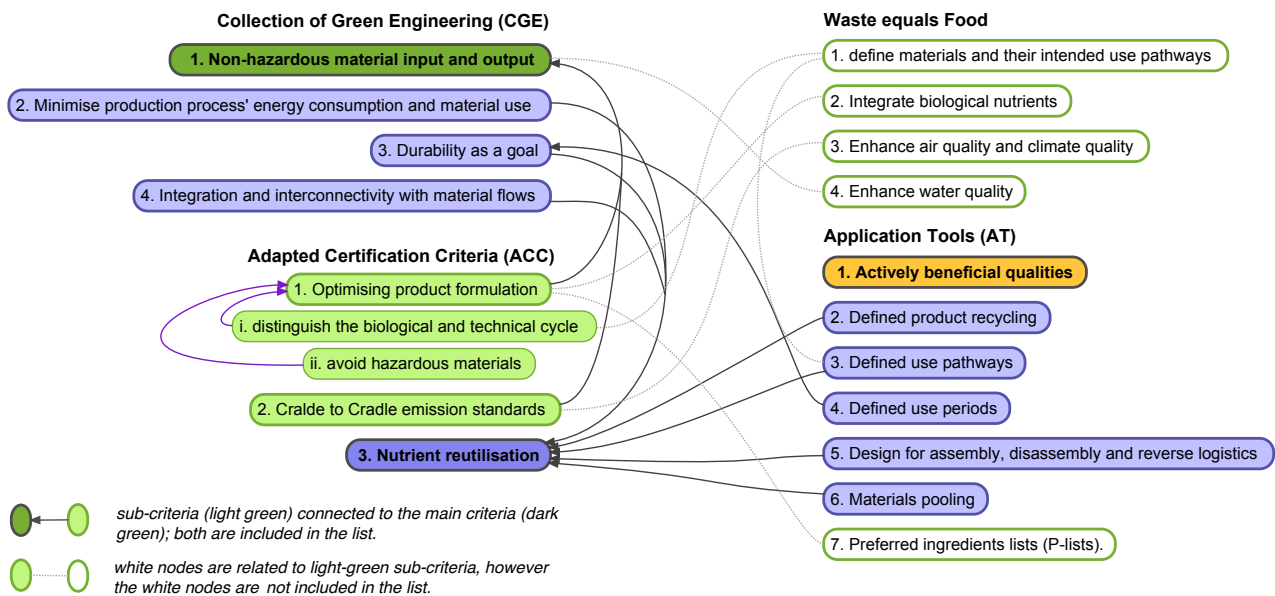 Collection of Green Engineering (CGE)
1. Non-hazardous material input and output
2. Minimise production process' energy consumption and material use
3. Durability as a goal
4. Integration and interconnectivity with material flows
Adapted Certification Criteria (ACC)
1. Optimising product formulation
i. distinguish the biological and technical cycle
ii. avoid hazardous materials
2. Cralde to Cradle emission standards
3. Nutrient reutilisation
Waste equals Food
1. define materials and their intended use pathways
2. Integrate biological nutrients
3. Enhance air quality and climate quality
4. Enhance water quality
Application Tools (AT)
1. Actively beneficial qualities
2. Defined product recycling
3. Defined use pathways
4. Defined use periods
5. Design for assembly, disassembly and reverse logistics
6. Materials pooling
7. Preferred ingredients lists (P-lists).
sub-criteria (light green) connected to the main criteria (dark
green); both are included in the list.
white nodes are related to light-green sub-criteria, however
the white nodes are not included in the list.